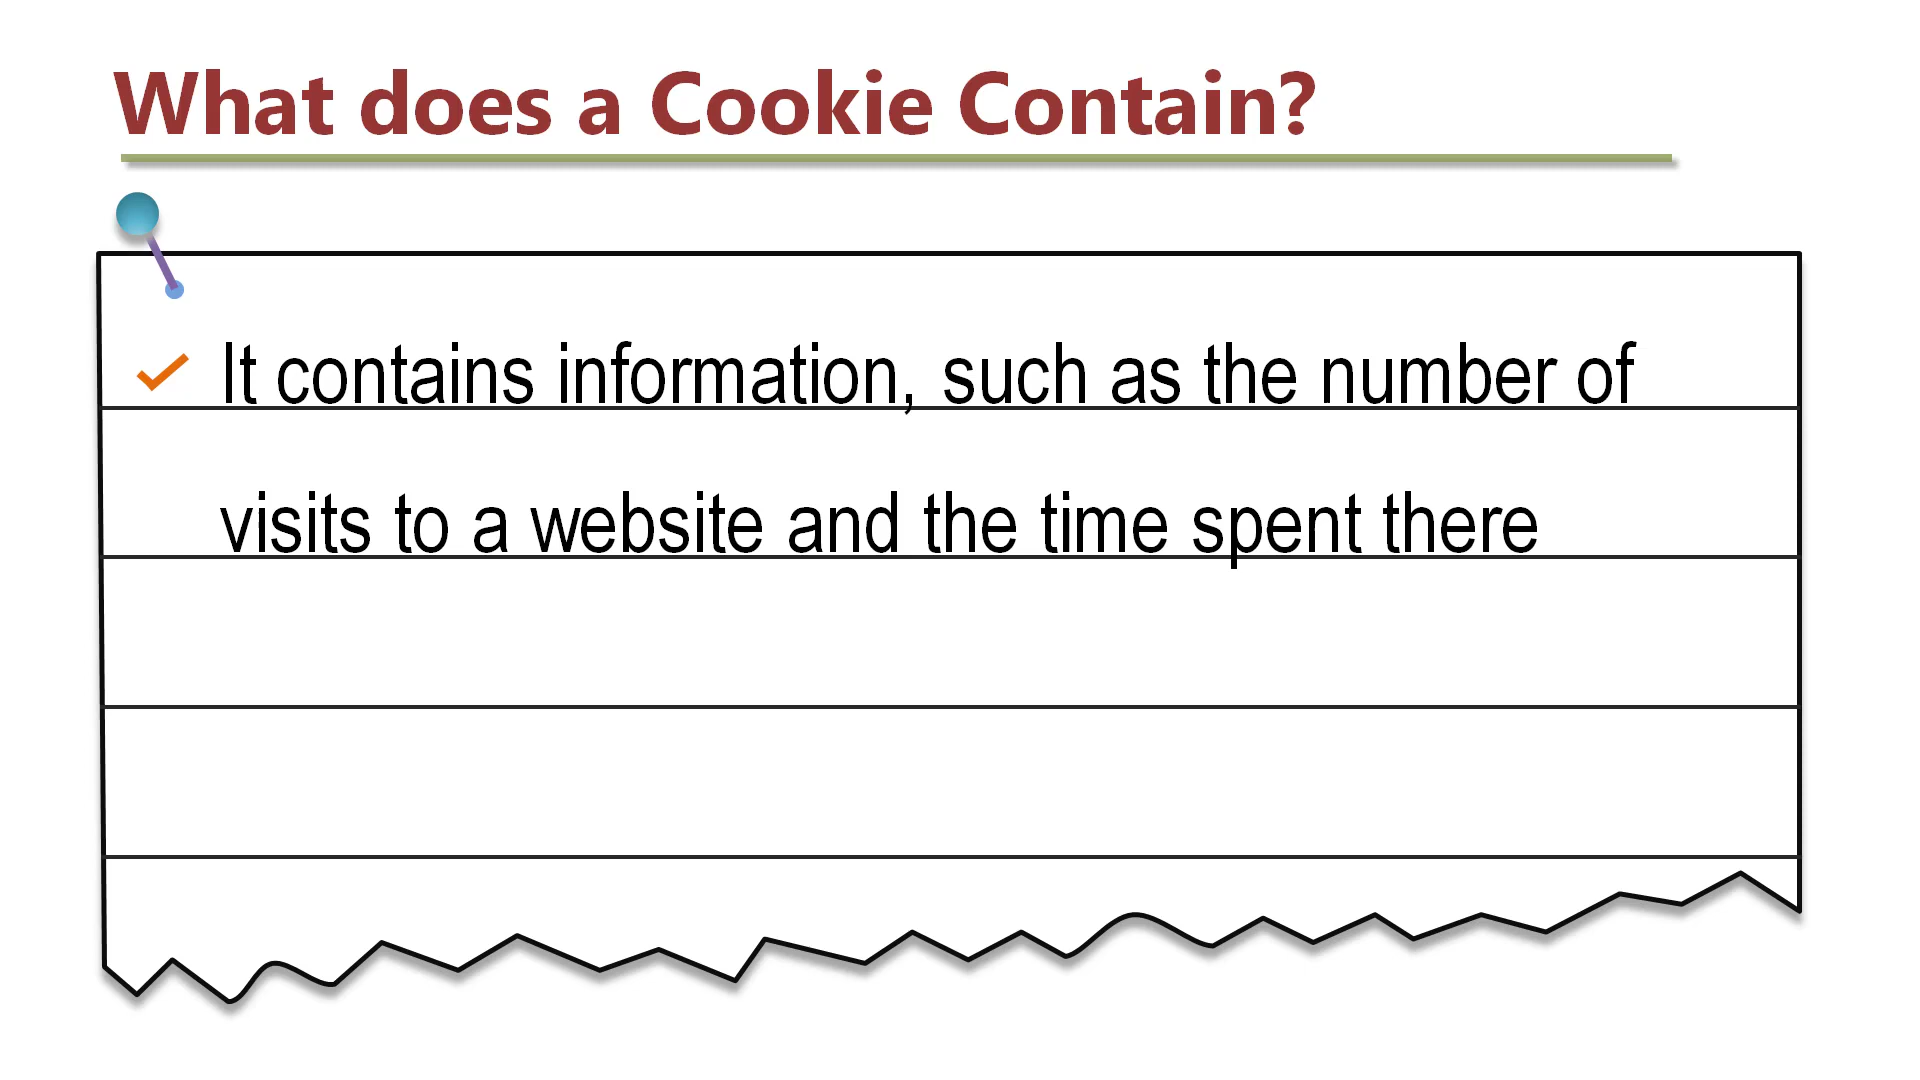 What does a Cookie Contain?
It contains information, such as the number of
visits to a website and the time spent there